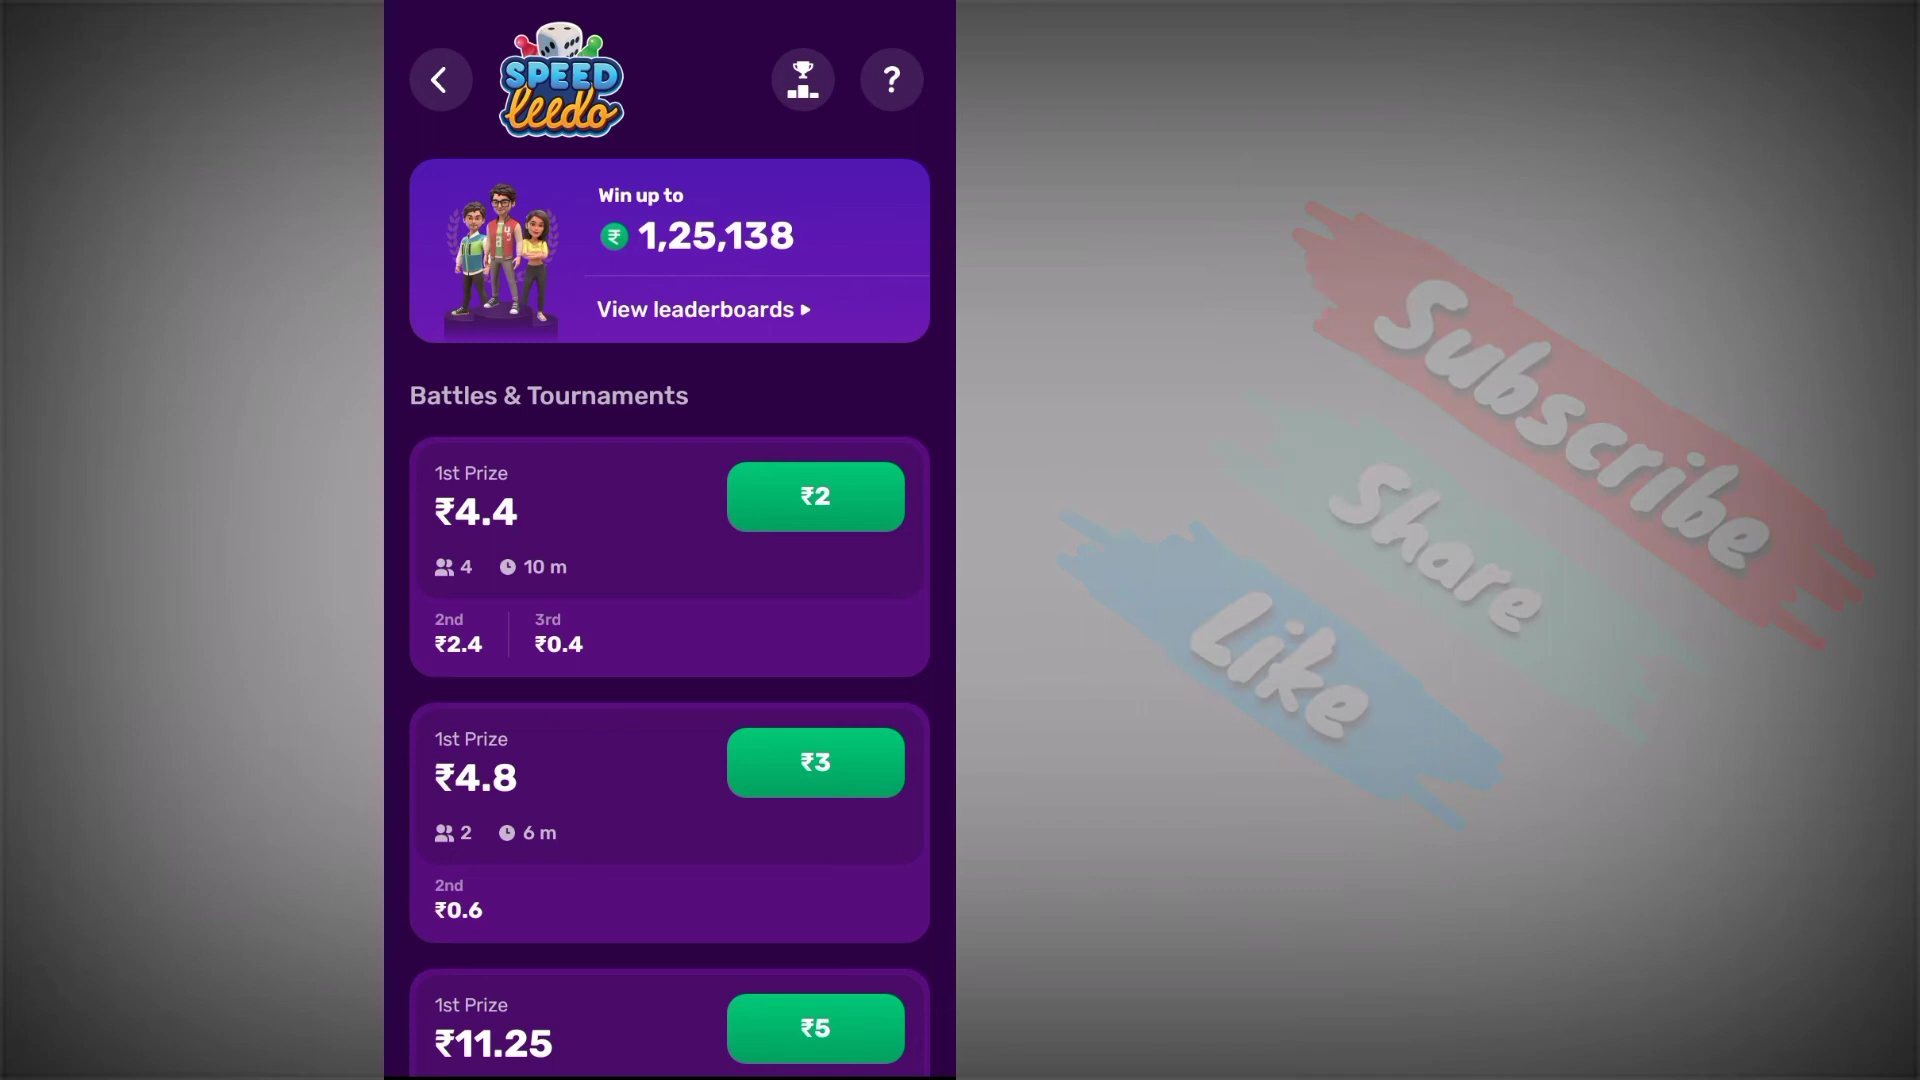 SPEED
leedo
?
Win up to
₹ 1,25,138
View leaderboards
Battles & Tournaments
1st Prize
₹4.4
₹2
4
10 m
2nd
3rd
₹2.4
₹0.4
1st Prize
₹4.8
₹3
2
6 m
2nd
₹0.6
1st Prize
₹11.25
₹5
Subscribe
Share
Like